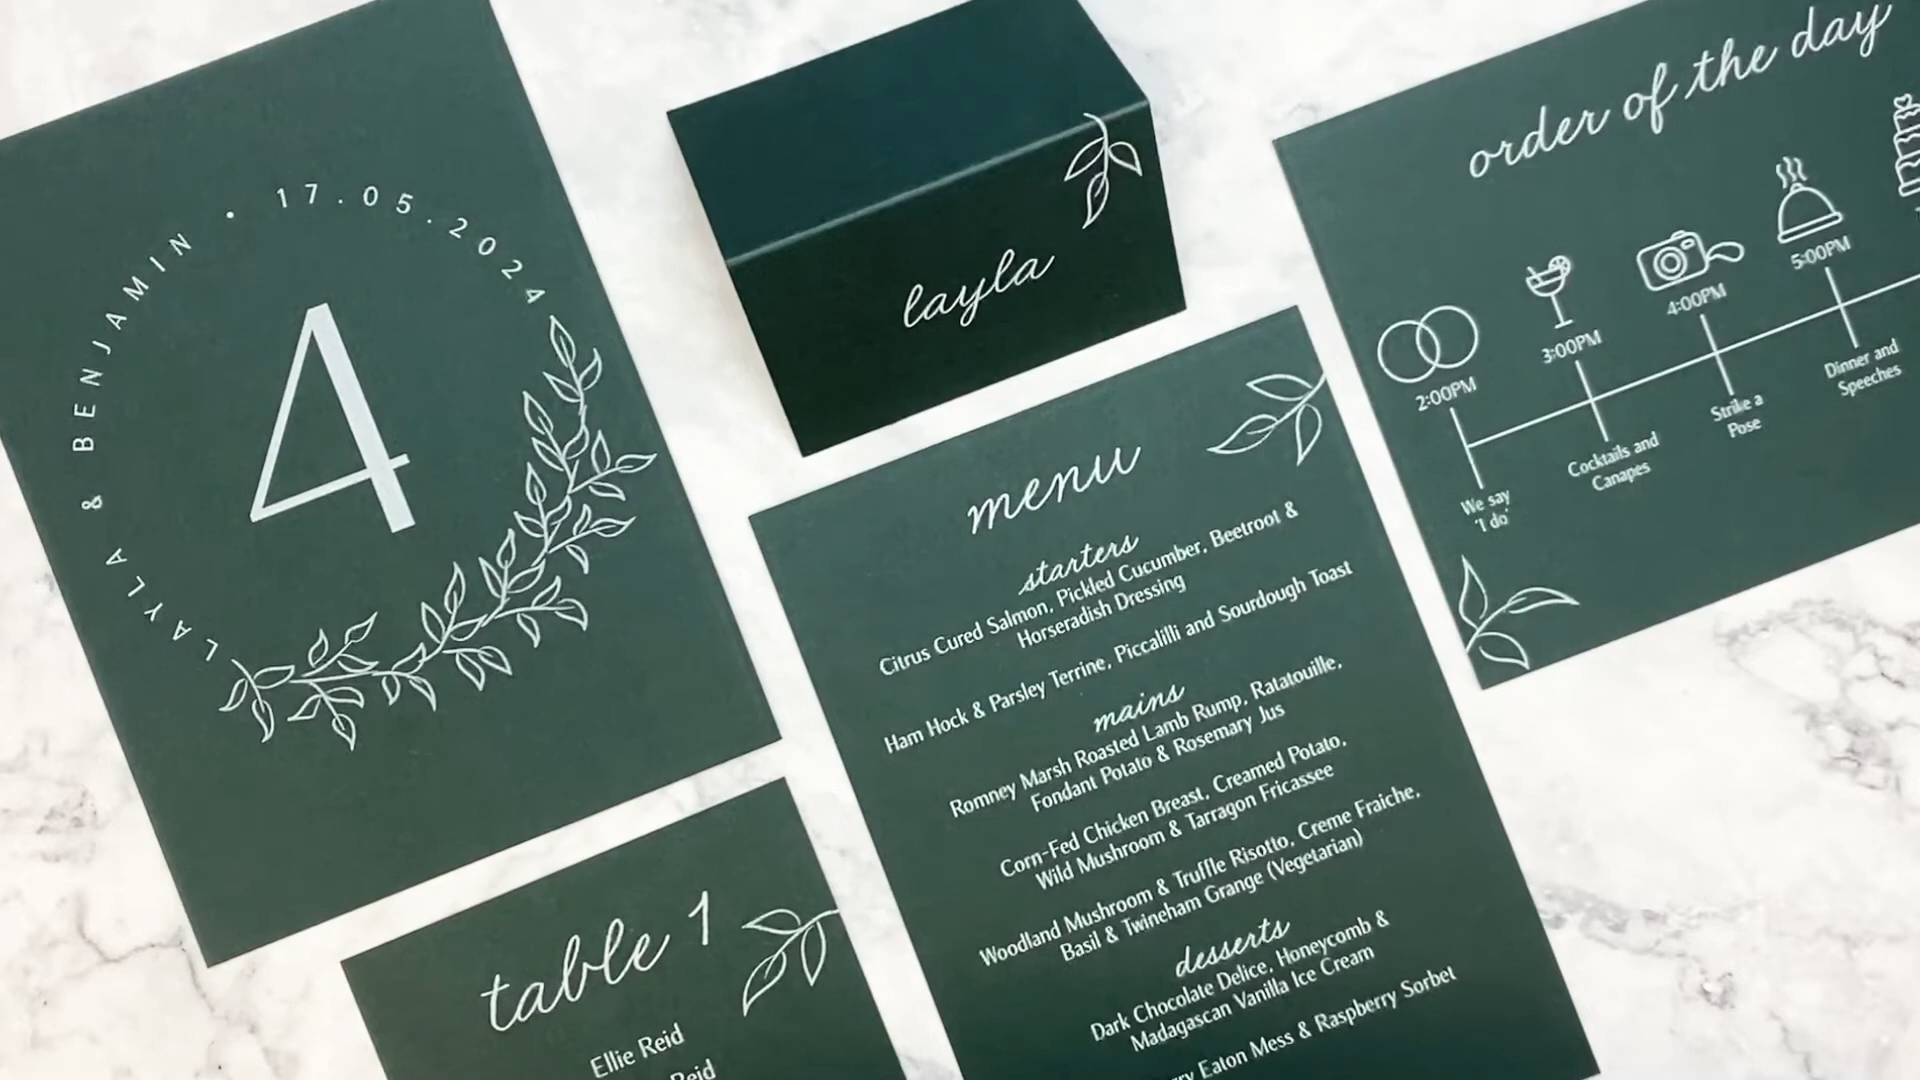 LAYLA & BENJAMIN • 17.05.2024
4
layla
order of the day
2:00PM
We say
'I do'
3:00PM
Cocktails and
Canapes
4:00PM
Strike a
Pose
5:00PM
Dinner and
Speeches
menu
starters
Citrus Cured Salmon, Pickled Cucumber, Beetroot &
Horseradish Dressing
Ham Hock & Parsley Terrine, Piccalilli and Sourdough Toast
mains
Romney Marsh Roasted Lamb Rump, Ratatouille,
Fondant Potato & Rosemary Jus
Corn-Fed Chicken Breast, Creamed Potato,
Wild Mushroom & Tarragon Fricassee
Woodland Mushroom & Truffle Risotto, Creme Fraiche,
Basil & Twineham Grange (Vegetarian)
desserts
Dark Chocolate Delice, Honeycomb &
Madagascan Vanilla Ice Cream
Eaton Mess & Raspberry Sorbet
table 1
Ellie Reid
Reid